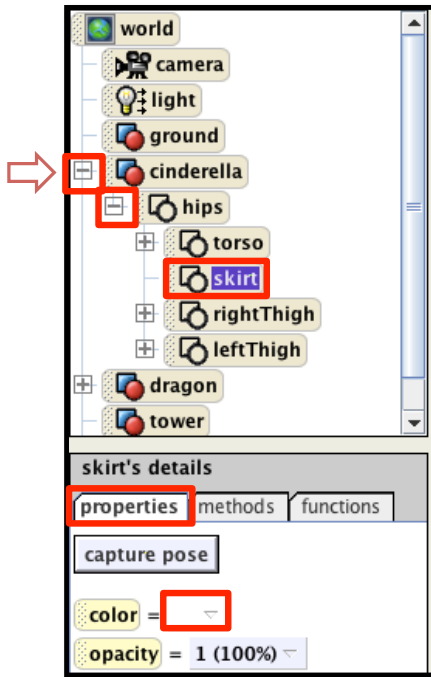 world
camera
light
ground
cinderella
hips
torso
skirt
rightThigh
leftThigh
dragon
tower
skirt's details
properties methods functions
capture pose
color =
opacity = 1 (100%)